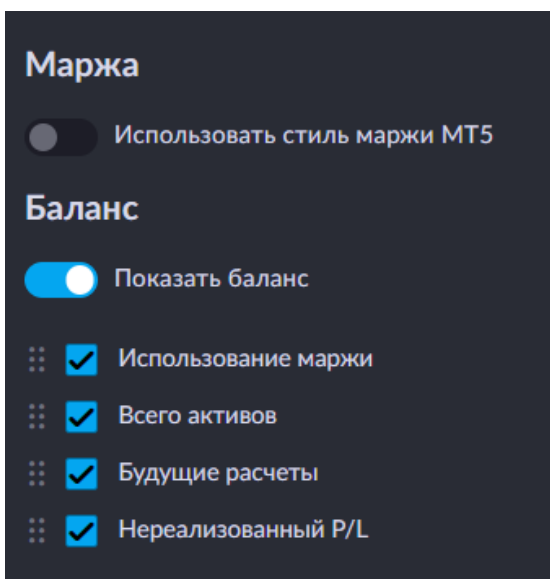 Маржа
Использовать стиль маржи MT5
Баланс
Показать баланс
Использование маржи
Всего активов
Будущие расчеты
Нереализованный P/L